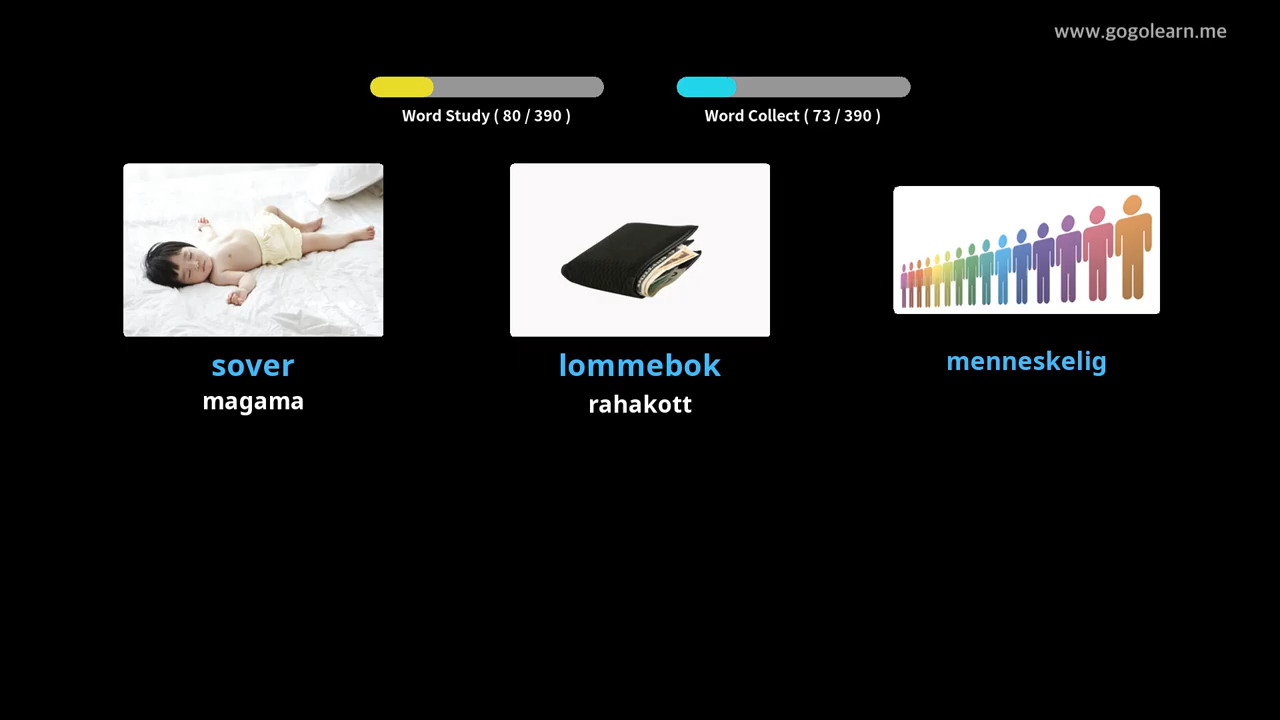 www.gogolearn.me
Word Study ( 80 / 390 )
Word Collect ( 73 / 390 )
sover
magama
lommebok
rahakott
menneskelig